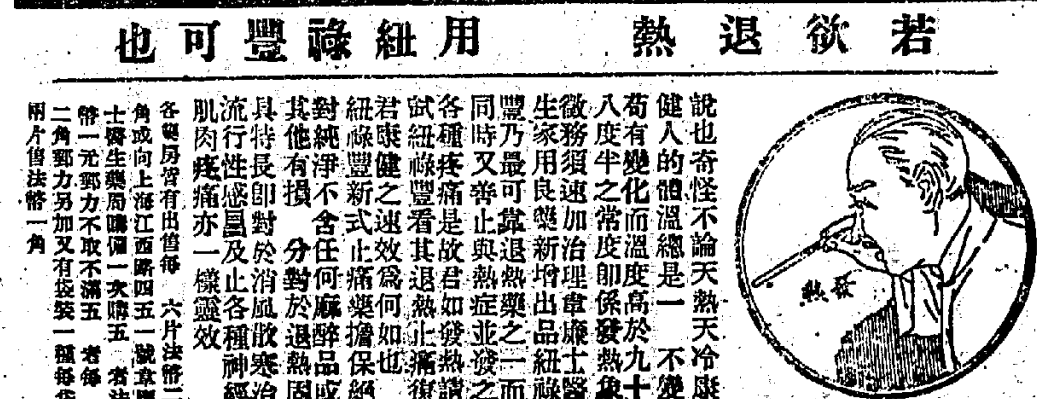 若欲退熱 用紐祿豐可也
發熱
說也奇怪不論天熱天冷康
健人的體溫總是一 不變
苟有變化而溫度高於九十
八度半之常度即係發熱象
徵務須速加治理韋廉士醫
生家用良藥新增出品紐祿
豐乃最可靠退熱藥之一而
同時又善止與熱症並發之
各種疼痛是故君如發熱請
試紐祿豐看其退熱止痛復
君康健之速效爲何如也
紐祿豐新式止痛藥擔保絕
對純淨不含任何麻醉品或
其他有損 分對於退熱固
具特長即對於消風散寒治
流行性感冒及止各種神經
肌肉疼痛亦一樣靈效
各藥房皆有出售每 六片法幣二
角或向上海江西路四五一號韋廉
士醫生藥局購備一次購五 者法
幣一元郵力不取不滿五 者每
二角郵力另加又有袋裝一種每袋
兩片售法幣一角